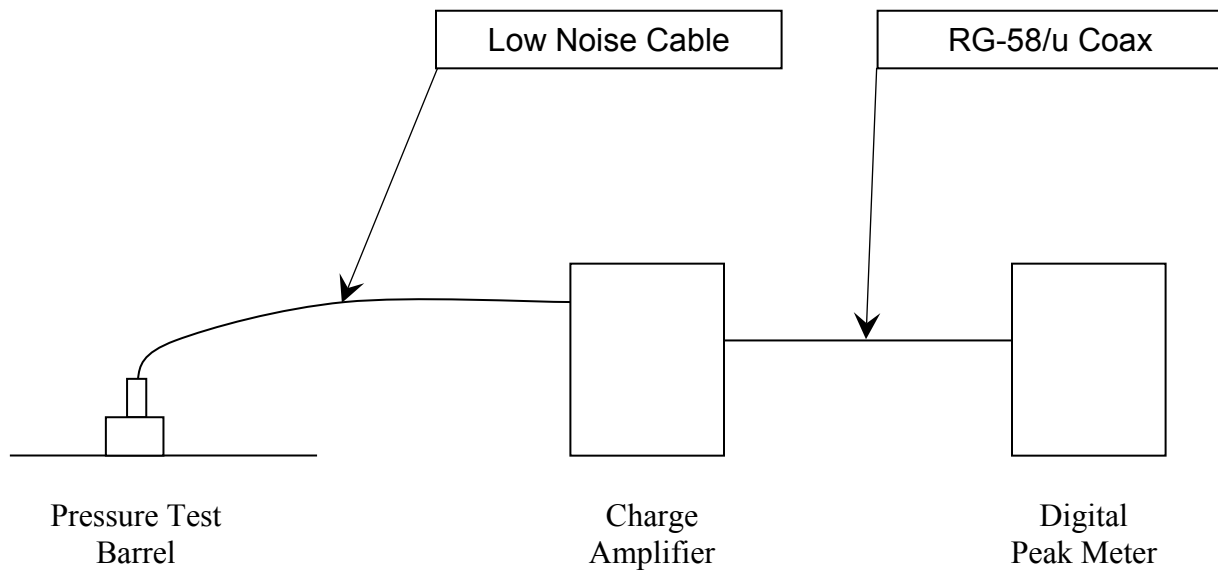 Low Noise Cable
RG-58/u Coax
Pressure Test
Barrel
Charge
Amplifier
Digital
Peak Meter